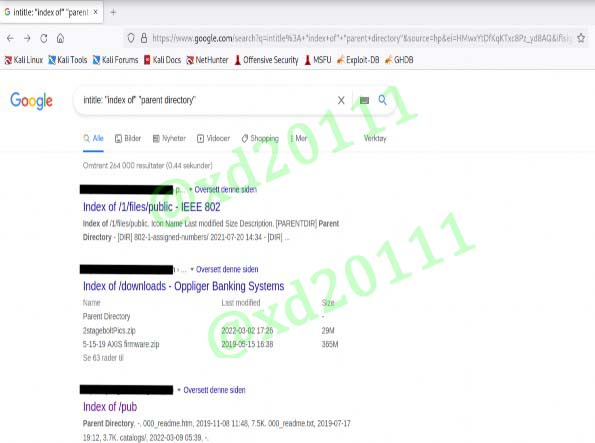 intitle: "index of" "parent
https://www.google.com/search?q=intitle%3A+"index+of"+"parent+directory"&source=hp&ei=HMwxYtDfKqKTxc8Pz_yd8AQ&iflsig
Kali Linux Kali Tools Kali Forums Kali Docs NetHunter Offensive Security MSFU Exploit-DB GHDB
Google
intitle: "index of" "parent directory"
Alle Bilder Nyheter Videoer Shopping Mer Verktøy
Omtrent 264 000 resultater (0.44 sekunder)
p... Oversett denne siden
Index of /1/files/public - IEEE 802
Index of /1/files/public. Icon Name Last modified Size Description. [PARENTDIR] Parent
Directory - [DIR] 802-1-assigned-numbers/ 2021-07-20 14:34 - [DIR] ...
› ... Oversett denne siden
Index of /downloads - Oppliger Banking Systems
Name Last modified Size
Parent Directory -
2stageboltPics.zip 2022-03-02 17:26 29M
5-15-19 AXIS firmware.zip 2019-05-15 16:38 365M
Se 63 rader til
Oversett denne siden
Index of /pub
Parent Directory, -. 000_readme.htm, 2019-11-08 11:48, 7.5K. 000_readme.txt, 2019-07-17
19:12, 3.7K. catalogs/, 2022-03-09 05:39, -.
@xd20111
@xd20111